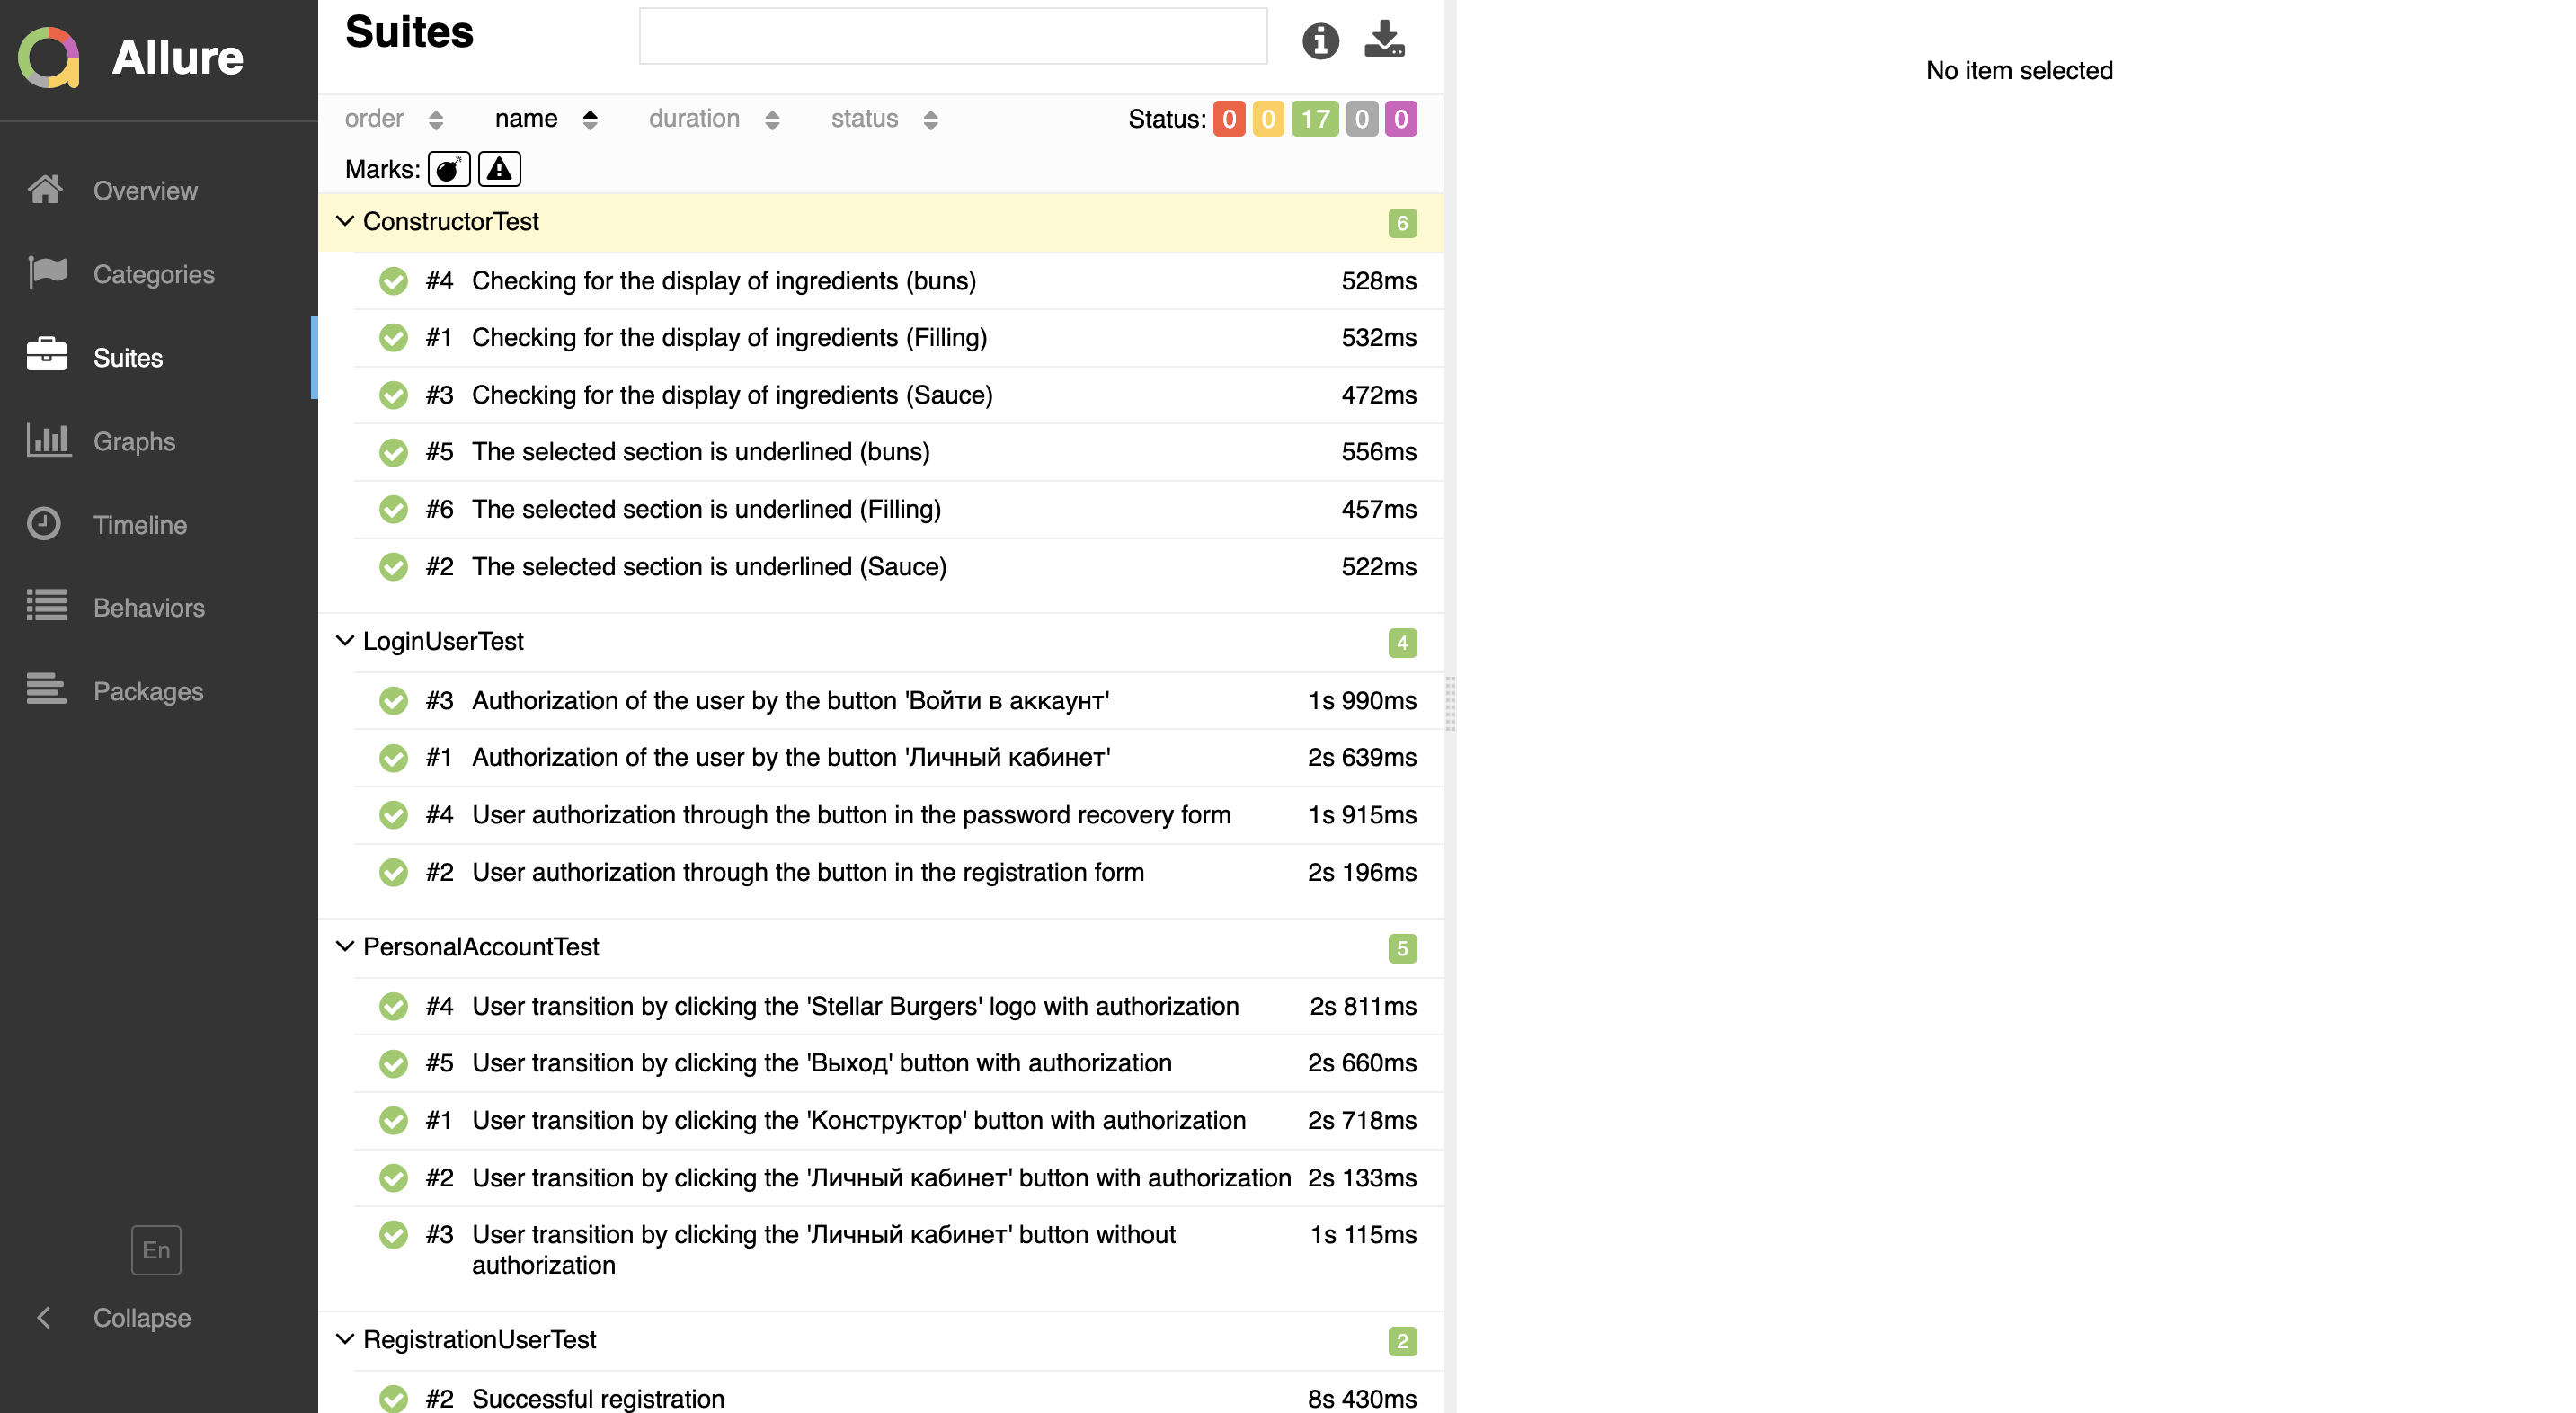 Allure
Overview
Categories
Suites
Graphs
Timeline
Behaviors
Packages
En
Collapse
Suites
order name duration status Status: 0 0 17 0 0
Marks:
ConstructorTest 6
#4 Checking for the display of ingredients (buns) 528ms
#1 Checking for the display of ingredients (Filling) 532ms
#3 Checking for the display of ingredients (Sauce) 472ms
#5 The selected section is underlined (buns) 556ms
#6 The selected section is underlined (Filling) 457ms
#2 The selected section is underlined (Sauce) 522ms
LoginUserTest 4
#3 Authorization of the user by the button 'Войти в аккаунт' 1s 990ms
#1 Authorization of the user by the button 'Личный кабинет' 2s 639ms
#4 User authorization through the button in the password recovery form 1s 915ms
#2 User authorization through the button in the registration form 2s 196ms
PersonalAccountTest 5
#4 User transition by clicking the 'Stellar Burgers' logo with authorization 2s 811ms
#5 User transition by clicking the 'Выход' button with authorization 2s 660ms
#1 User transition by clicking the 'Конструктор' button with authorization 2s 718ms
#2 User transition by clicking the 'Личный кабинет' button with authorization 2s 133ms
#3 User transition by clicking the 'Личный кабинет' button without 1s 115ms
authorization
RegistrationUserTest 2
#2 Successful registration 8s 430ms
No item selected